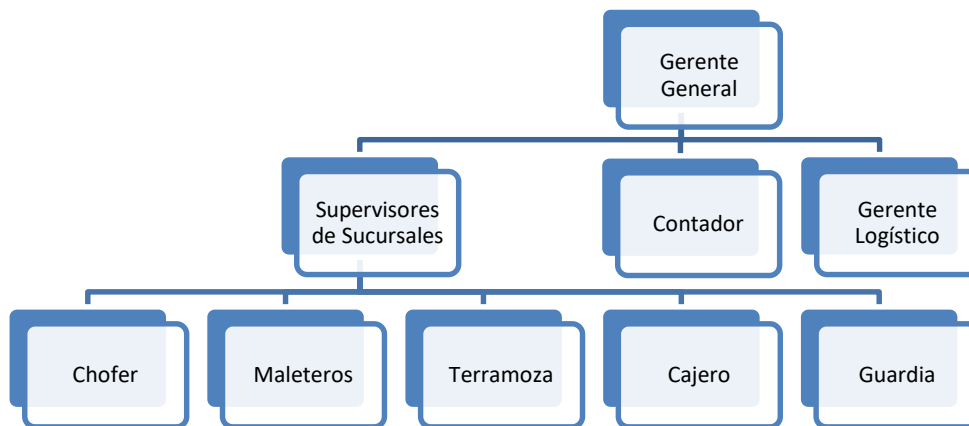 Gerente
General
Supervisores
de Sucursales
Contador
Gerente
Logístico
Chofer
Maleteros
Terramoza
Cajero
Guardia